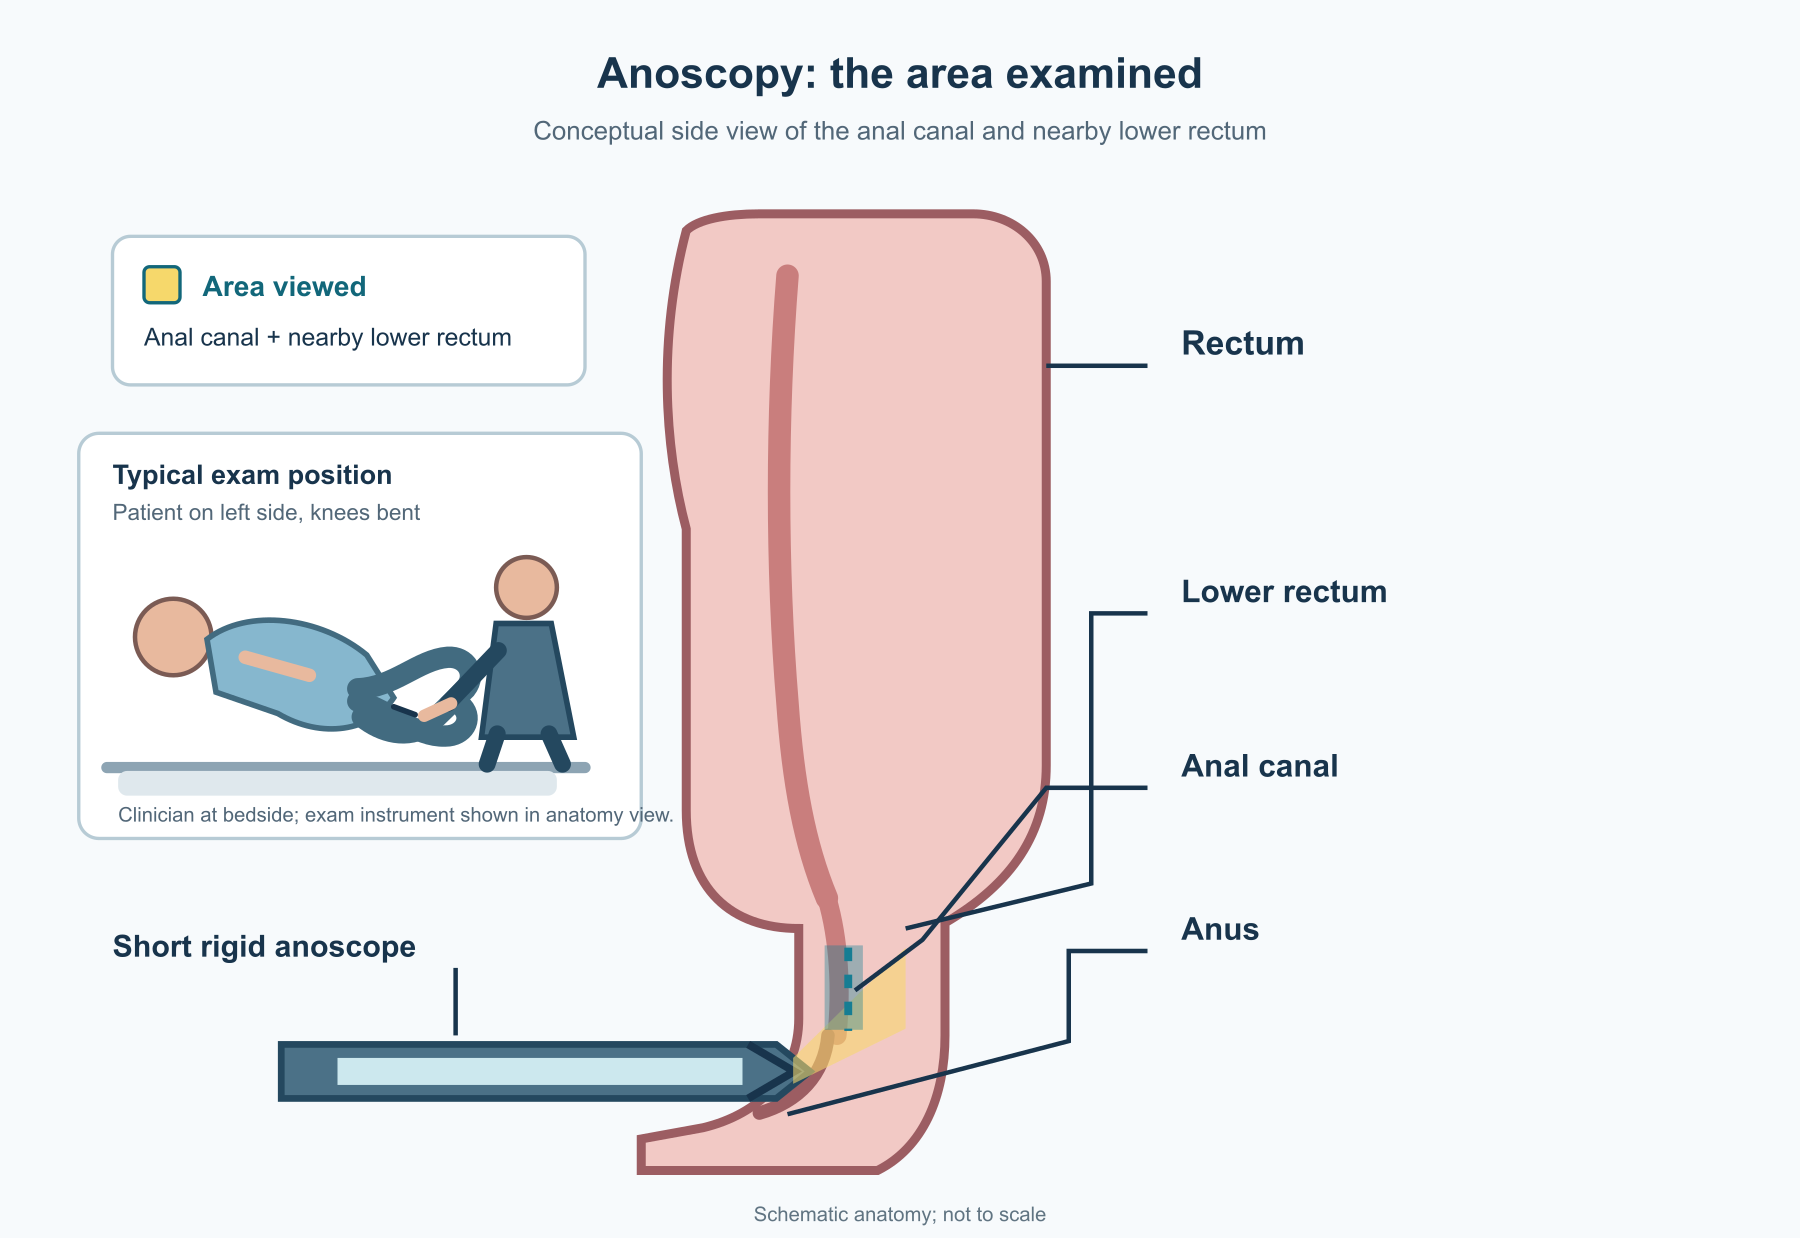 Anoscopy: the area examined
Conceptual side view of the anal canal and nearby lower rectum
Area viewed
Anal canal + nearby lower rectum
Rectum
Typical exam position
Patient on left side, knees bent
Lower rectum
Anal canal
Clinician at bedside; exam instrument shown in anatomy view.
Anus
Short rigid anoscope
Schematic anatomy; not to scale